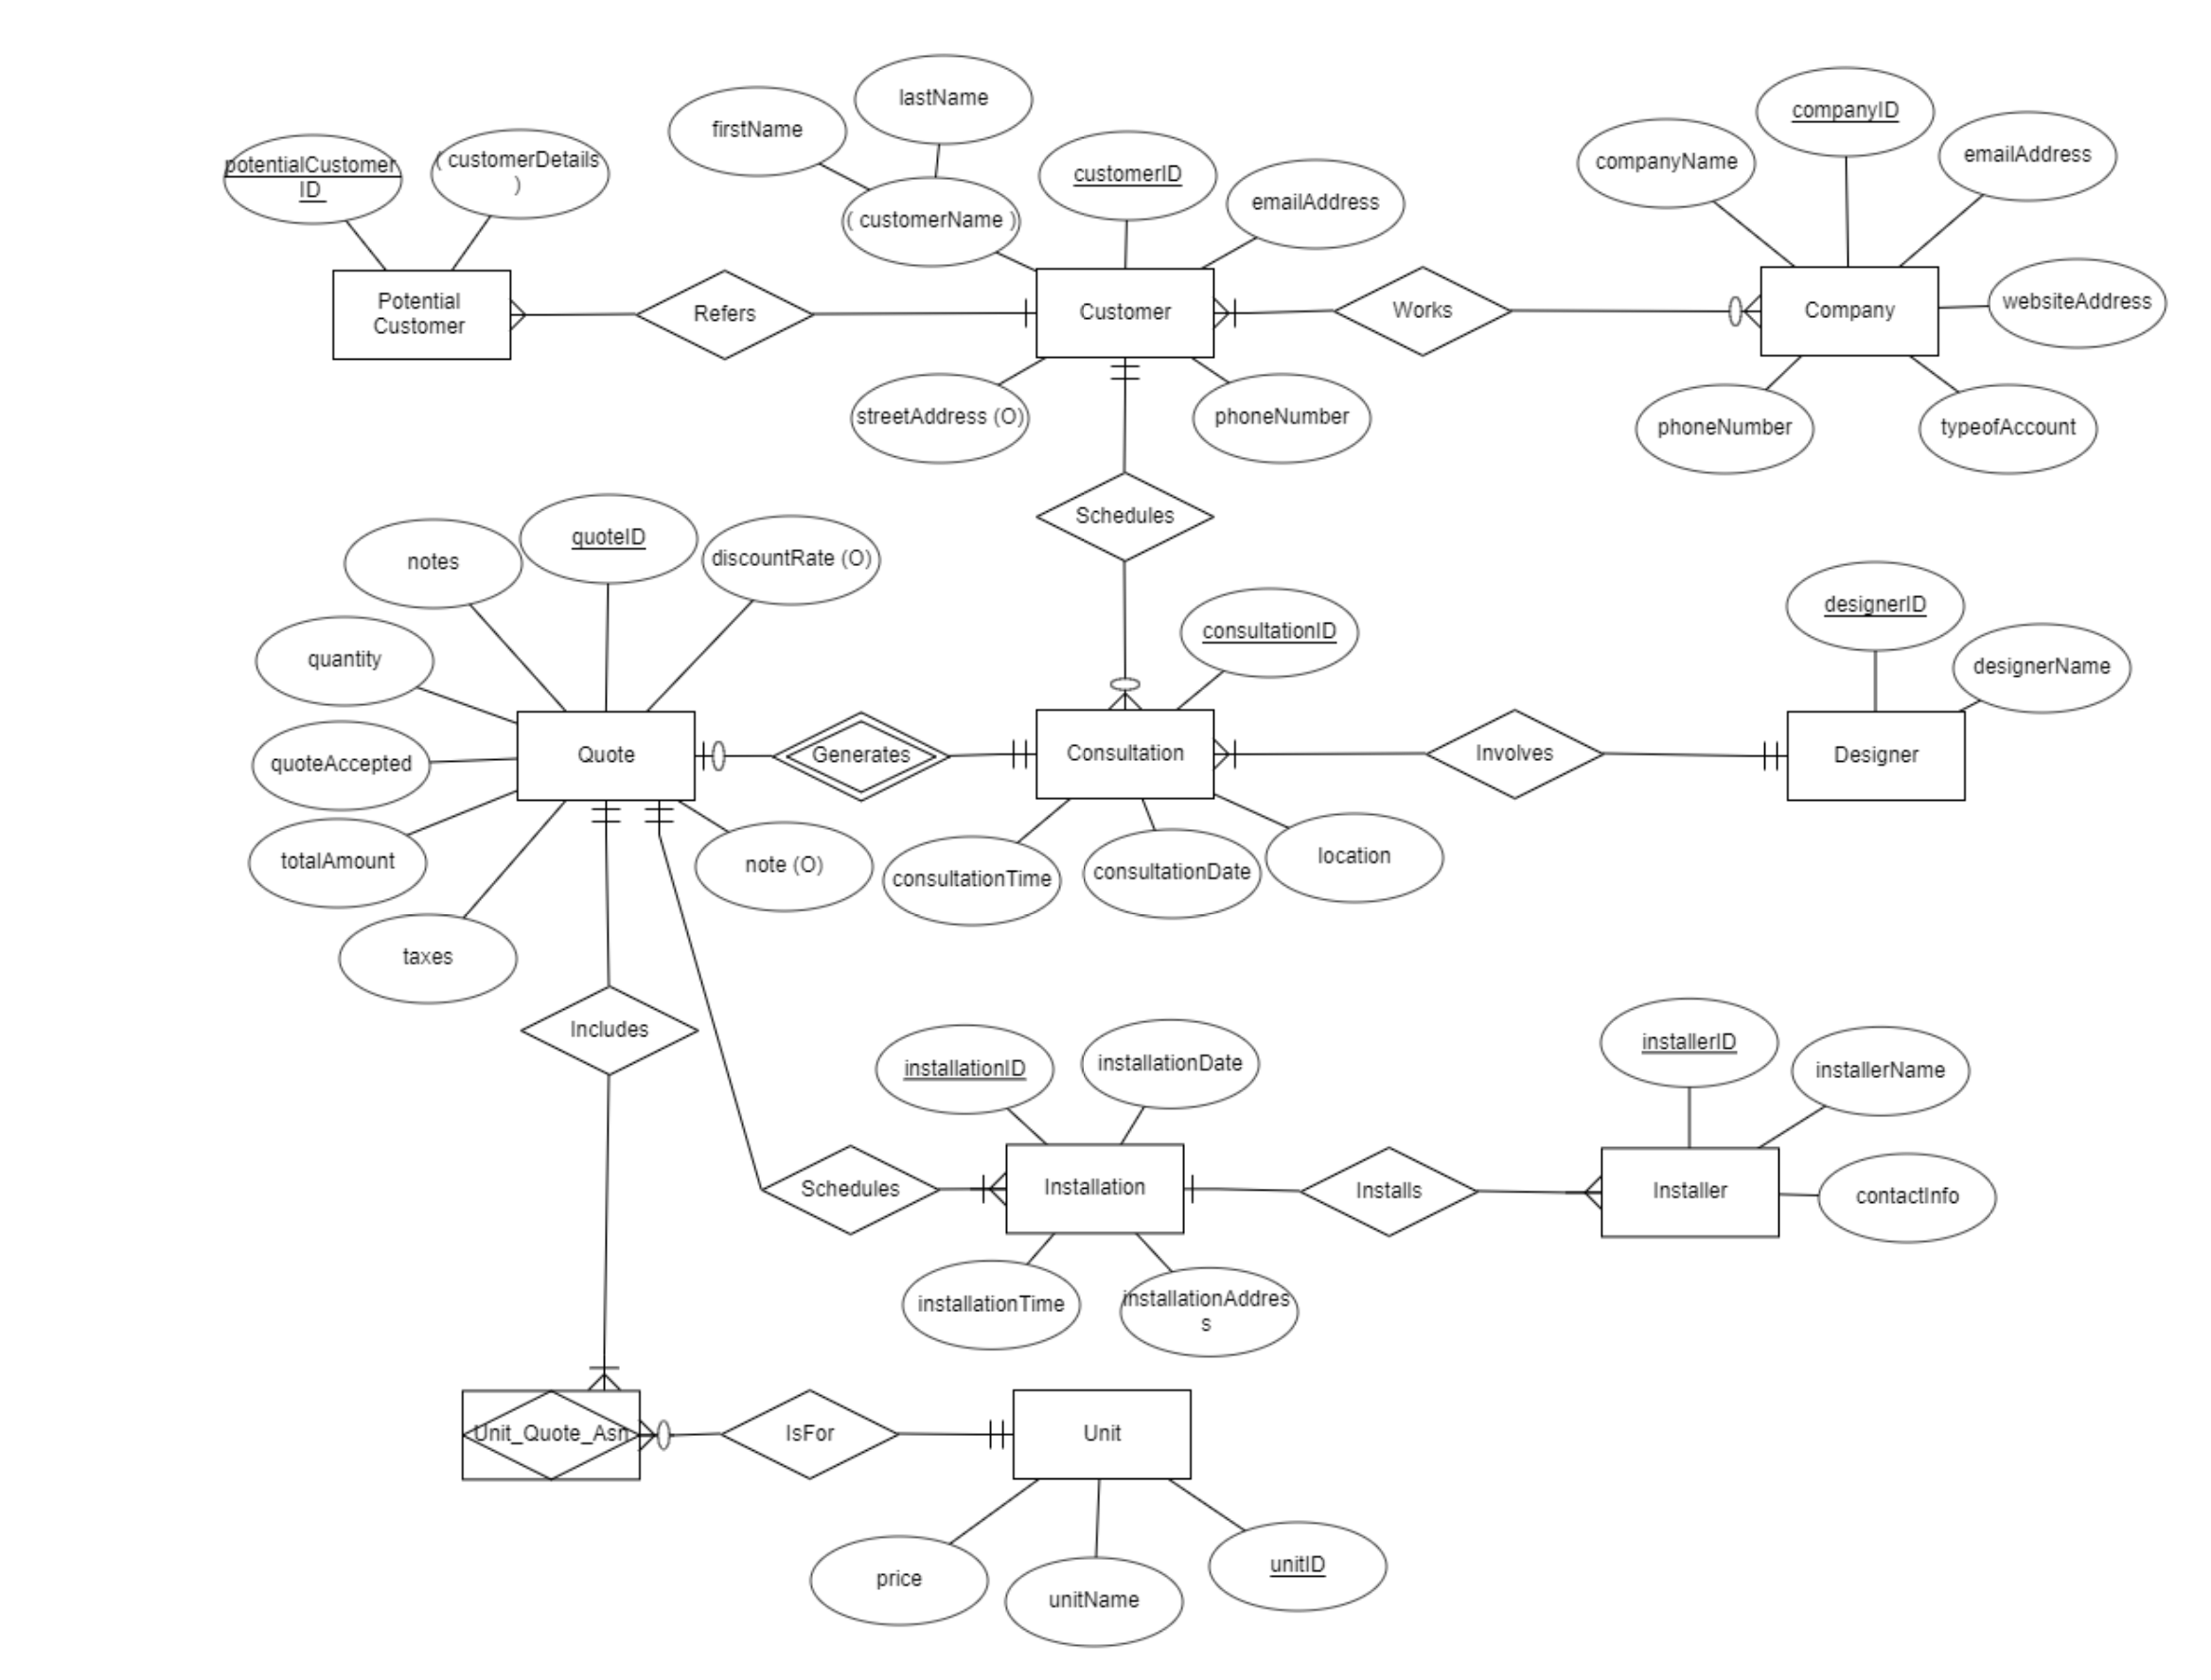 lastName
firstName
companyID
companyName
emailAddress
potentialCustomer
ID
( customerDetails
)
customerID
emailAddress
( customerName )
websiteAddress
Potential
Customer
Refers
Customer
Works
Company
streetAddress (O)
phoneNumber
phoneNumber
typeofAccount
Schedules
quoteID
notes
discountRate (O)
quantity
consultationID
designerID
designerName
quoteAccepted
Quote
Generates
Consultation
Involves
Designer
totalAmount
note (O)
consultationTime
consultationDate
location
taxes
Includes
installationID
installationDate
installerID
installerName
Schedules
Installation
Installs
Installer
contactInfo
installationTime
installationAddres
s
Unit_Quote_Asn
IsFor
Unit
price
unitName
unitID